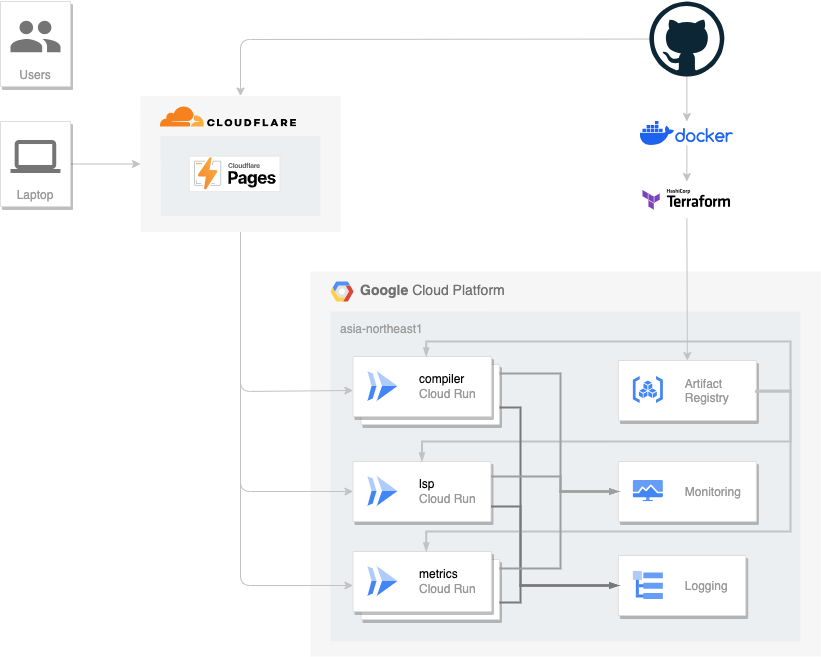 Users
CLOUDFLARE
docker
Laptop
Cloudflare
Pages
HashiCorp
Terraform
Google Cloud Platform
asia-northeast1
compiler
Cloud Run
Artifact
Registry
lsp
Cloud Run
Monitoring
metrics
Cloud Run
Logging